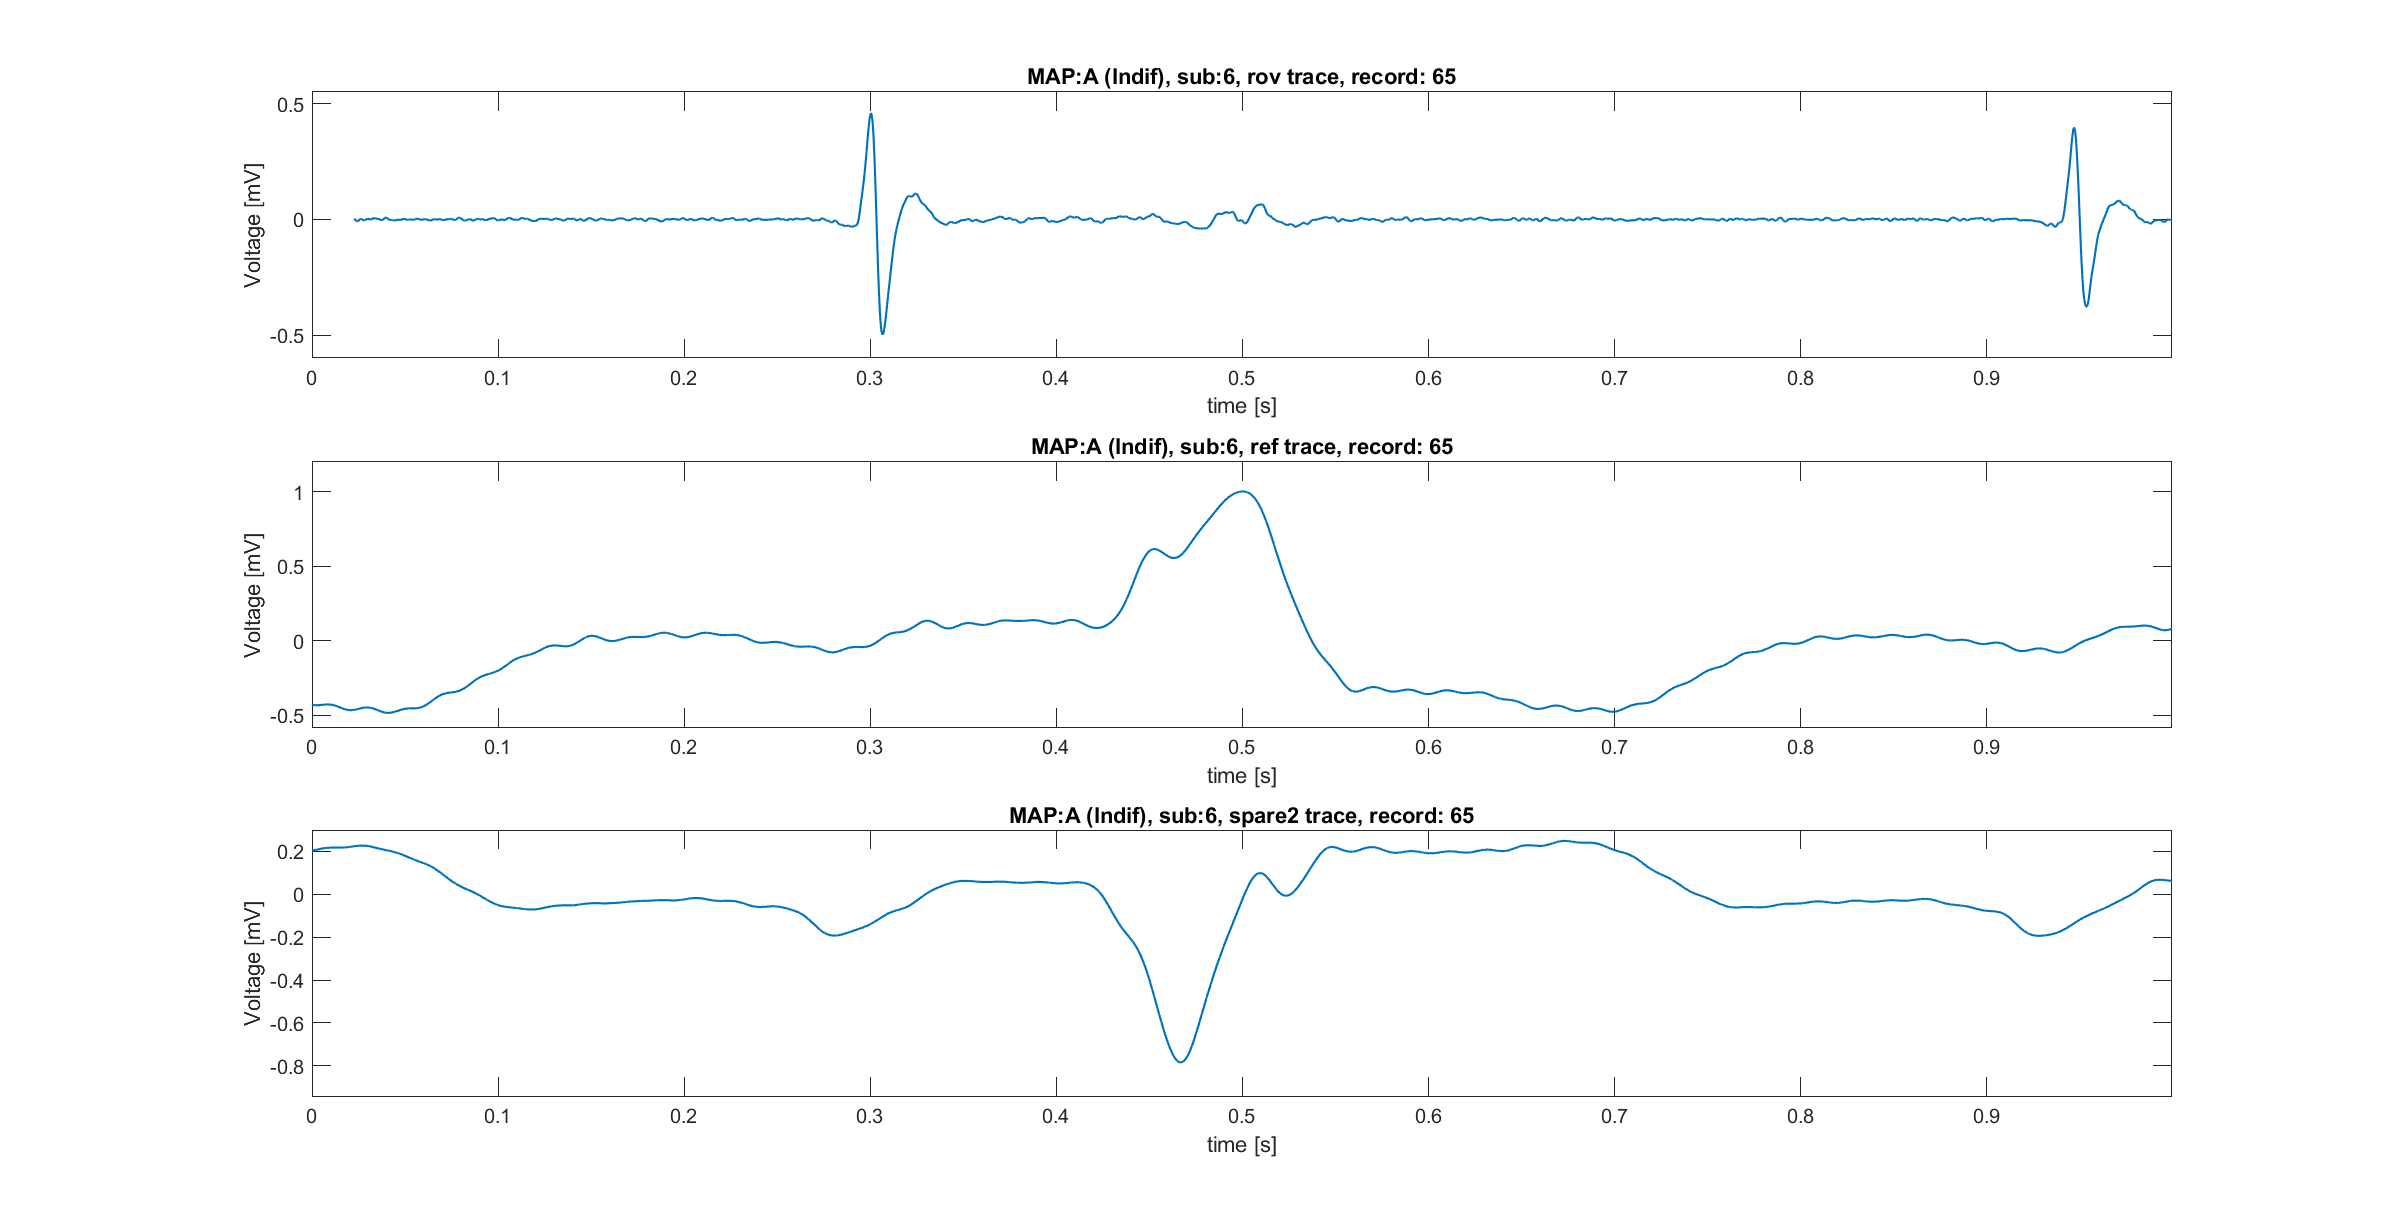 MAP:A (Indif), sub:6, rov trace, record: 65
0.5
0
-0.5
Voltage [mV]
0 0.1 0.2 0.3 0.4 0.5 0.6 0.7 0.8 0.9
time [s]
MAP:A (Indif), sub:6, ref trace, record: 65
1
0.5
0
-0.5
Voltage [mV]
0 0.1 0.2 0.3 0.4 0.5 0.6 0.7 0.8 0.9
time [s]
MAP:A (Indif), sub:6, spare2 trace, record: 65
0.2
0
-0.2
-0.4
-0.6
-0.8
Voltage [mV]
0 0.1 0.2 0.3 0.4 0.5 0.6 0.7 0.8 0.9
time [s]